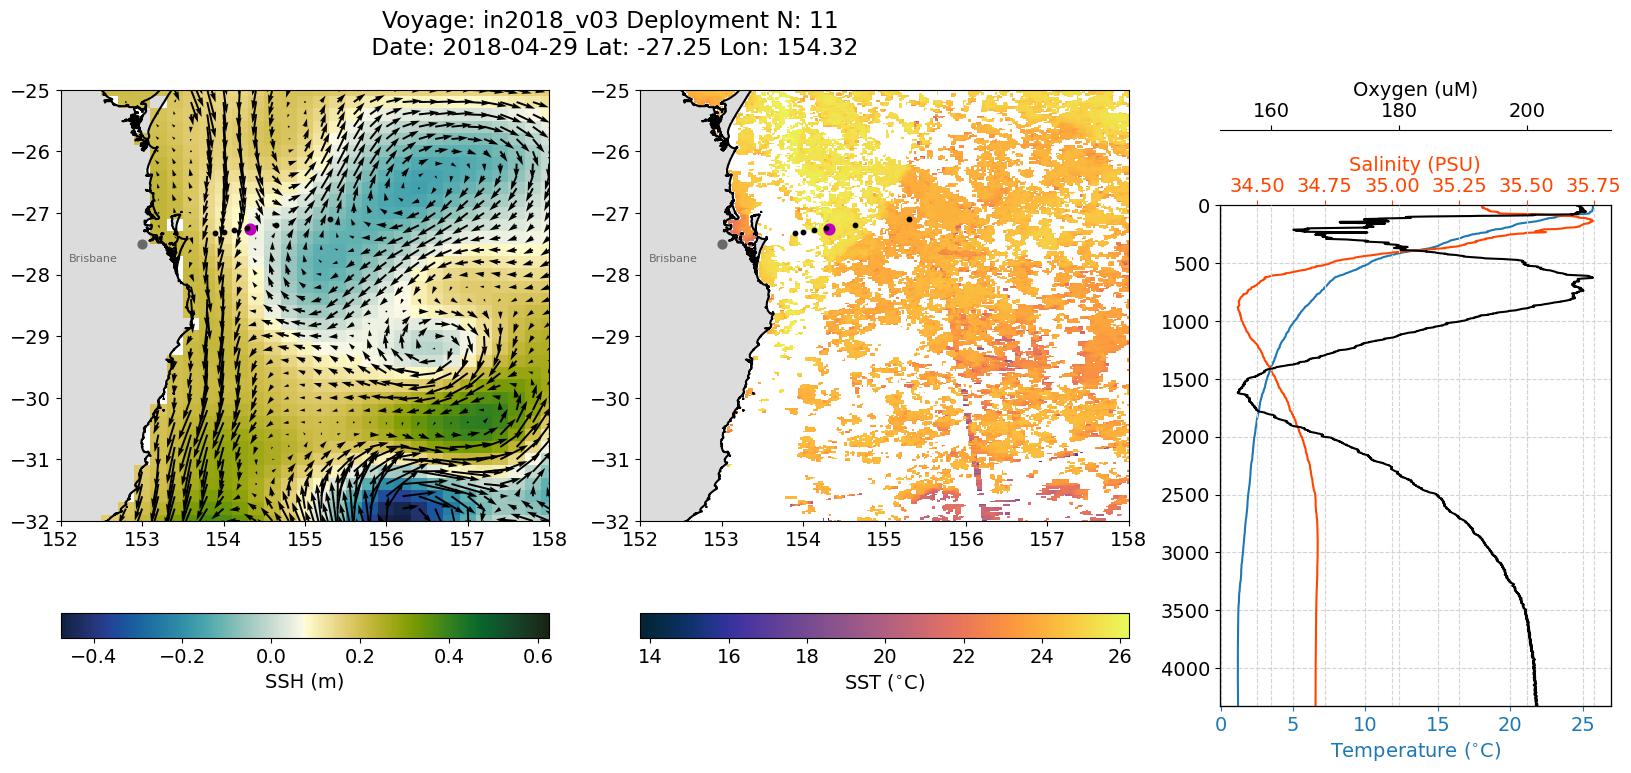 Voyage: in2018_v03 Deployment N: 11
Date: 2018-04-29 Lat: -27.25 Lon: 154.32
−25
−26
−27
−28
−29
−30
−31
−32
152 153 154 155 156 157 158
Brisbane
−0.4 −0.2 0.0 0.2 0.4 0.6
SSH (m)
−25
−26
−27
−28
−29
−30
−31
−32
152 153 154 155 156 157 158
Brisbane
14 16 18 20 22 24 26
SST (°C)
Oxygen (uM)
160 180 200
Salinity (PSU)
34.50 34.75 35.00 35.25 35.50 35.75
0
500
1000
1500
2000
2500
3000
3500
4000
0 5 10 15 20 25
Temperature (°C)